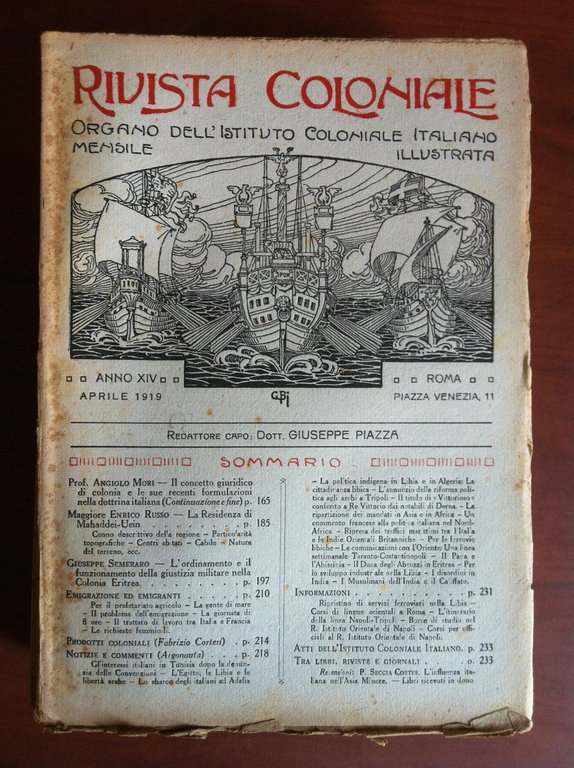 RIVISTA COLONIALE
ORGANO DELL'ISTITUTO COLONIALE ITALIANO
MENSILE ILLUSTRATA
SPQR
ANNO XIV
APRILE 1919
ROMA
PIAZZA VENEZIA, 11
REDATTORE CAPO: DOTT. GIUSEPPE PIAZZA
SOMMARIO
Prof. ANGIOLO MORI — Il concetto giuridico
di colonia e le sue recenti formulazioni
nella dottrina italiana (Continuazione e fine) p. 165
Maggiore ENRICO RUSSO — La Residenza di
Mahaddei-Uein . . . . p. 185
Cenno descrittivo della regione — Particolarità
topografiche — Centri abitati — Cabile — Natura
del terreno, ecc.
GIUSEPPE SEMERARO — L'ordinamento e il
funzionamento della giustizia militare nella
Colonia Eritrea. . . . p. 197
EMIGRAZIONE ED EMIGRANTI . . p. 210
Per il proletariato agricolo — La gente di mare
— Il problema dell'emigrazione — La giornata di
8 ore — Il trattato di lavoro tra Italia e Francia
— Le richieste femminili.
PRODOTTI COLONIALI (Fabrizio Cortesi) . p. 214
NOTIZIE E COMMENTI (Argonauta) . . p. 218
Gl'interessi italiani in Tunisia dopo la denun-
zia delle Convenzioni — L'Egitto, la Libia e le
libertà arabe — Lo sbarco degli italiani ad Adalia
— La politica indigena in Libia e in Algeria: La
cittadinanza libica — L'annunzio della riforma poli-
tica agli arabi a Tripoli — Il titolo di «Vittorioso»
conferito a Re Vittorio dai notabili di Derna. — La
ripartizione dei mandati in Asia e in Africa — Un
commento francese alla politica italiana nel Nord-
Africa — Ripresa dei traffici marittimi tra l'Italia
e le Indie Orientali Britanniche — Per le ferrovie
libiche — Le comunicazioni con l'Oriente: Una linea
settimanale Taranto-Costantinopoli — Il Papa e
l'Abissinia — Il Duca degli Abruzzi in Eritrea — Per
lo sviluppo industriale nella Libia — I disordini in
India — I Musulmani dell'India e il Califfato.
INFORMAZIONI . . . . p. 231
Ripristino di servizi ferroviari nella Libia —
Corsi di lingue orientali a Roma — L'itinerario
della linea Napoli-Tripoli — Borse di studio nel
R. Istituto Orientale di Napoli — Corsi per uffi-
ciali al R. Istituto Orientale di Napoli.
ATTI DELL'ISTITUTO COLONIALE ITALIANO. p. 233
TRA LIBRI, RIVISTE E GIORNALI . . p. 233
Recensioni: P. SECCIA CORTES. L'influenza ita-
liana nell'Asia Minore. — Libri ricevuti in dono